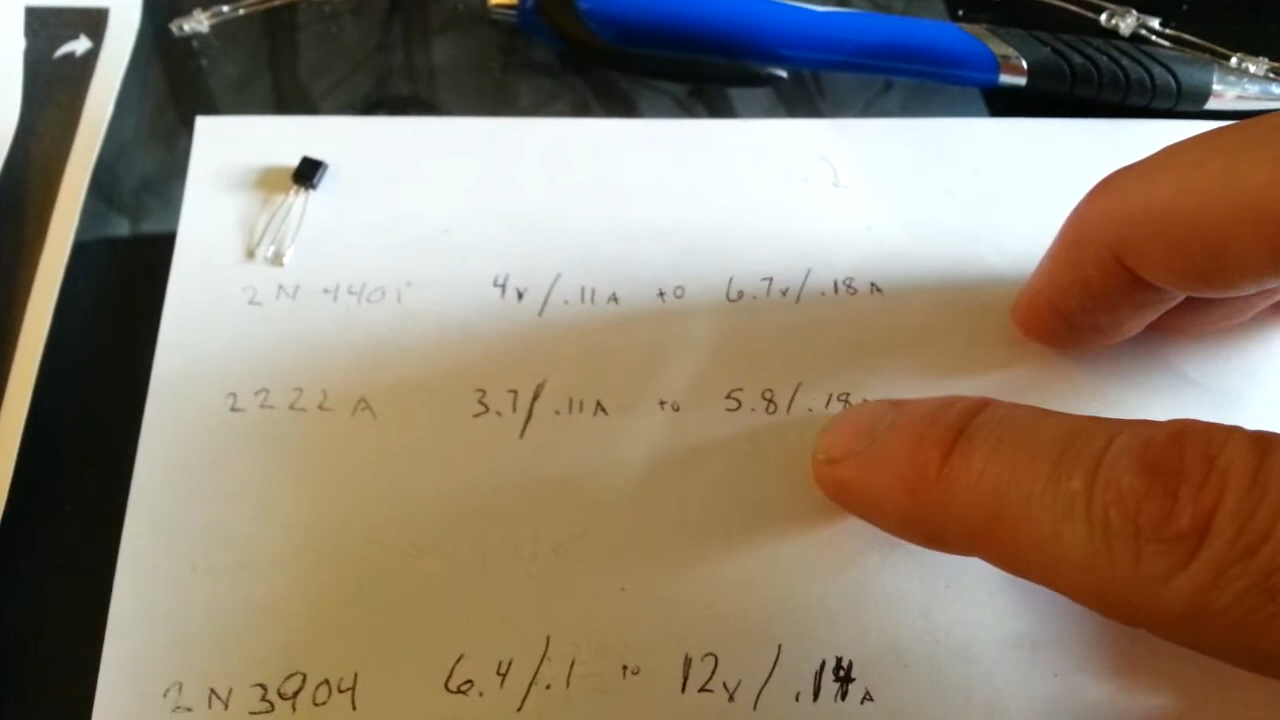 2N 4401 4v/.11A to 6.7v/.18A
2222A 3.7/.11A to 5.8/.18
2N3904 6.4/.1 to 12v/